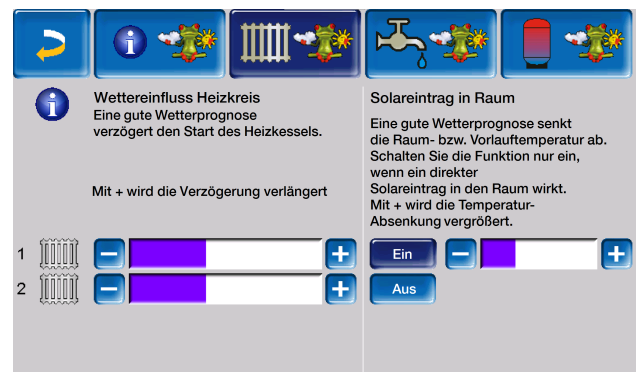 Wettereinfluss Heizkreis
Eine gute Wetterprognose
verzögert den Start des Heizkessels.
Mit + wird die Verzögerung verlängert
1
2
Solareintrag in Raum
Eine gute Wetterprognose senkt
die Raum- bzw. Vorlauftemperatur ab.
Schalten Sie die Funktion nur ein,
wenn ein direkter
Solareintrag in den Raum wirkt.
Mit + wird die Temperatur-
Absenkung vergrößert.
Ein
Aus